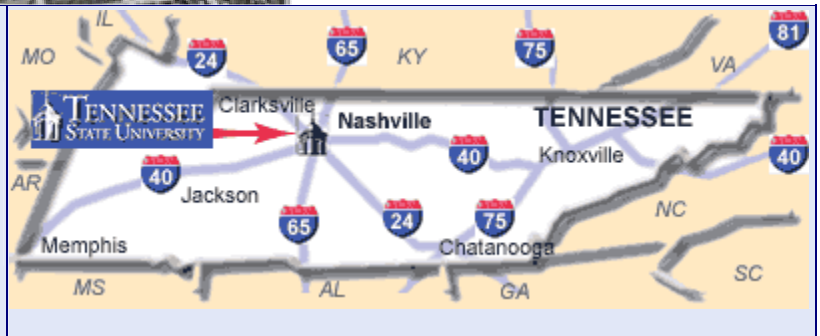 IL
81
MO
24
65
KY
75
VA
TENNESSEE
STATE UNIVERSITY
Clarksville
Nashville
TENNESSEE
40
Knoxville
40
AR
40
Jackson
65
24
75
NC
Memphis
Chatanooga
MS
AL
GA
SC